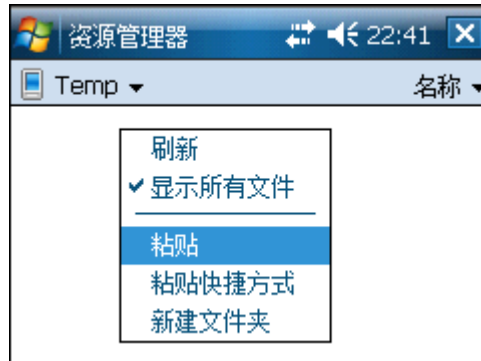 资源管理器 22:41
Temp 名称
刷新
显示所有文件
粘贴
粘贴快捷方式
新建文件夹